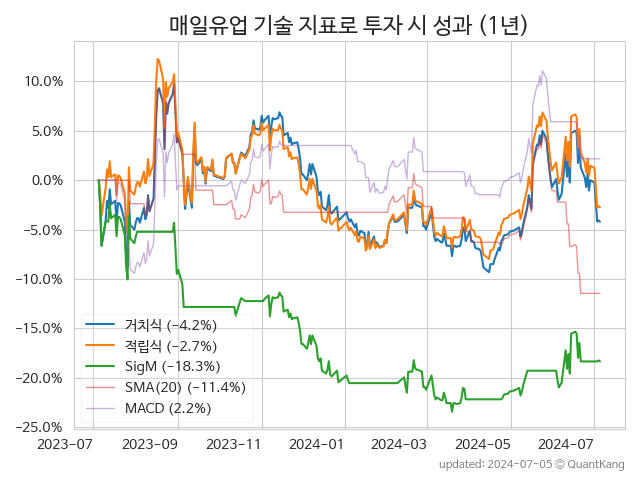 매일유업 기술 지표로 투자 시 성과 (1년)
10.0%
5.0%
0.0%
−5.0%
−10.0%
−15.0%
−20.0%
−25.0%
거치식 (−4.2%)
적립식 (−2.7%)
SigM (−18.3%)
SMA(20) (−11.4%)
MACD (2.2%)
2023-07 2023-09 2023-11 2024-01 2024-03 2024-05 2024-07
updated: 2024-07-05 © QuantKang